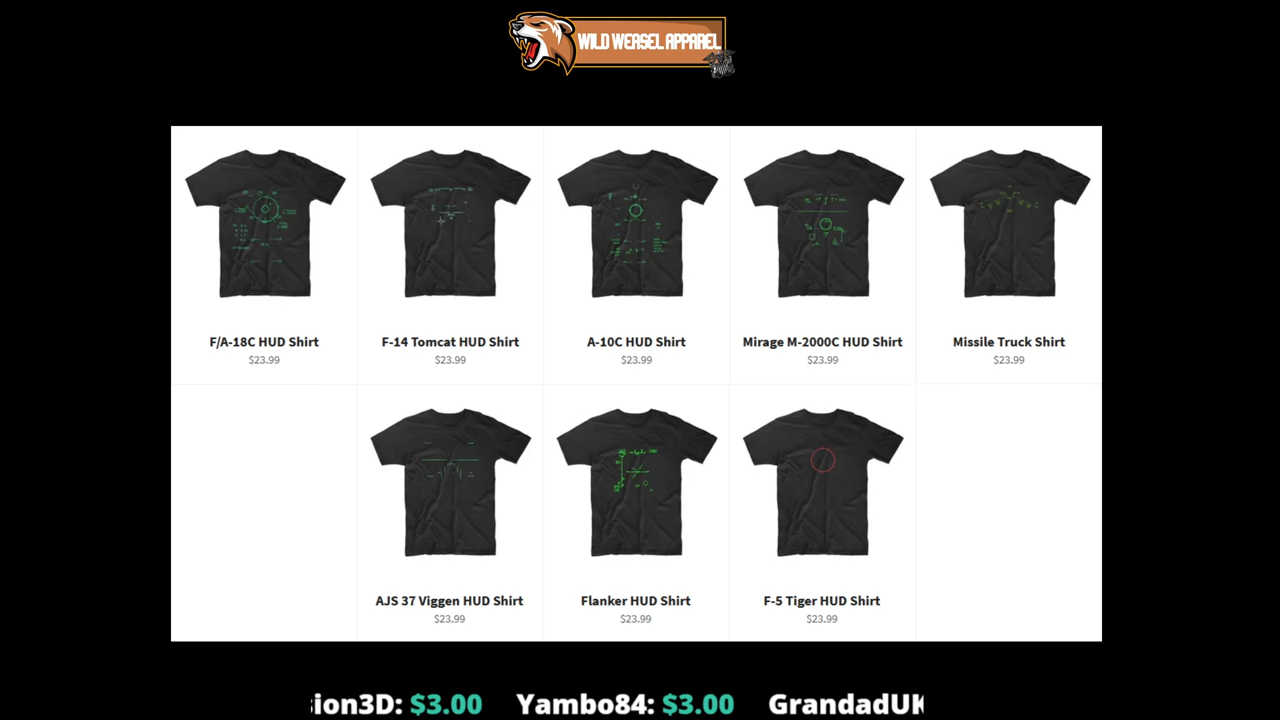 WILD WEASEL APPAREL
F/A-18C HUD Shirt
$23.99
F-14 Tomcat HUD Shirt
$23.99
A-10C HUD Shirt
$23.99
Mirage M-2000C HUD Shirt
$23.99
Missile Truck Shirt
$23.99
AJS 37 Viggen HUD Shirt
$23.99
Flanker HUD Shirt
$23.99
F-5 Tiger HUD Shirt
$23.99
ion3D: $3.00 Yambo84: $3.00 GrandadUK